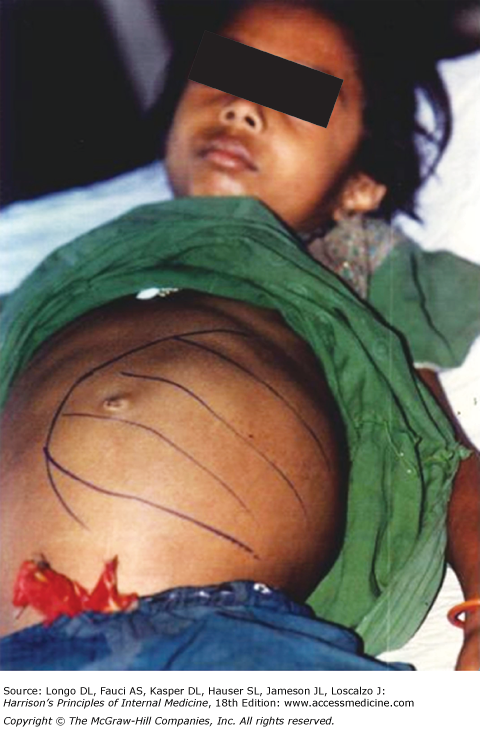 Source: Longo DL, Fauci AS, Kasper DL, Hauser SL, Jameson JL, Loscalzo J:
Harrison's Principles of Internal Medicine, 18th Edition: www.accessmedicine.com
Copyright © The McGraw-Hill Companies, Inc. All rights reserved.